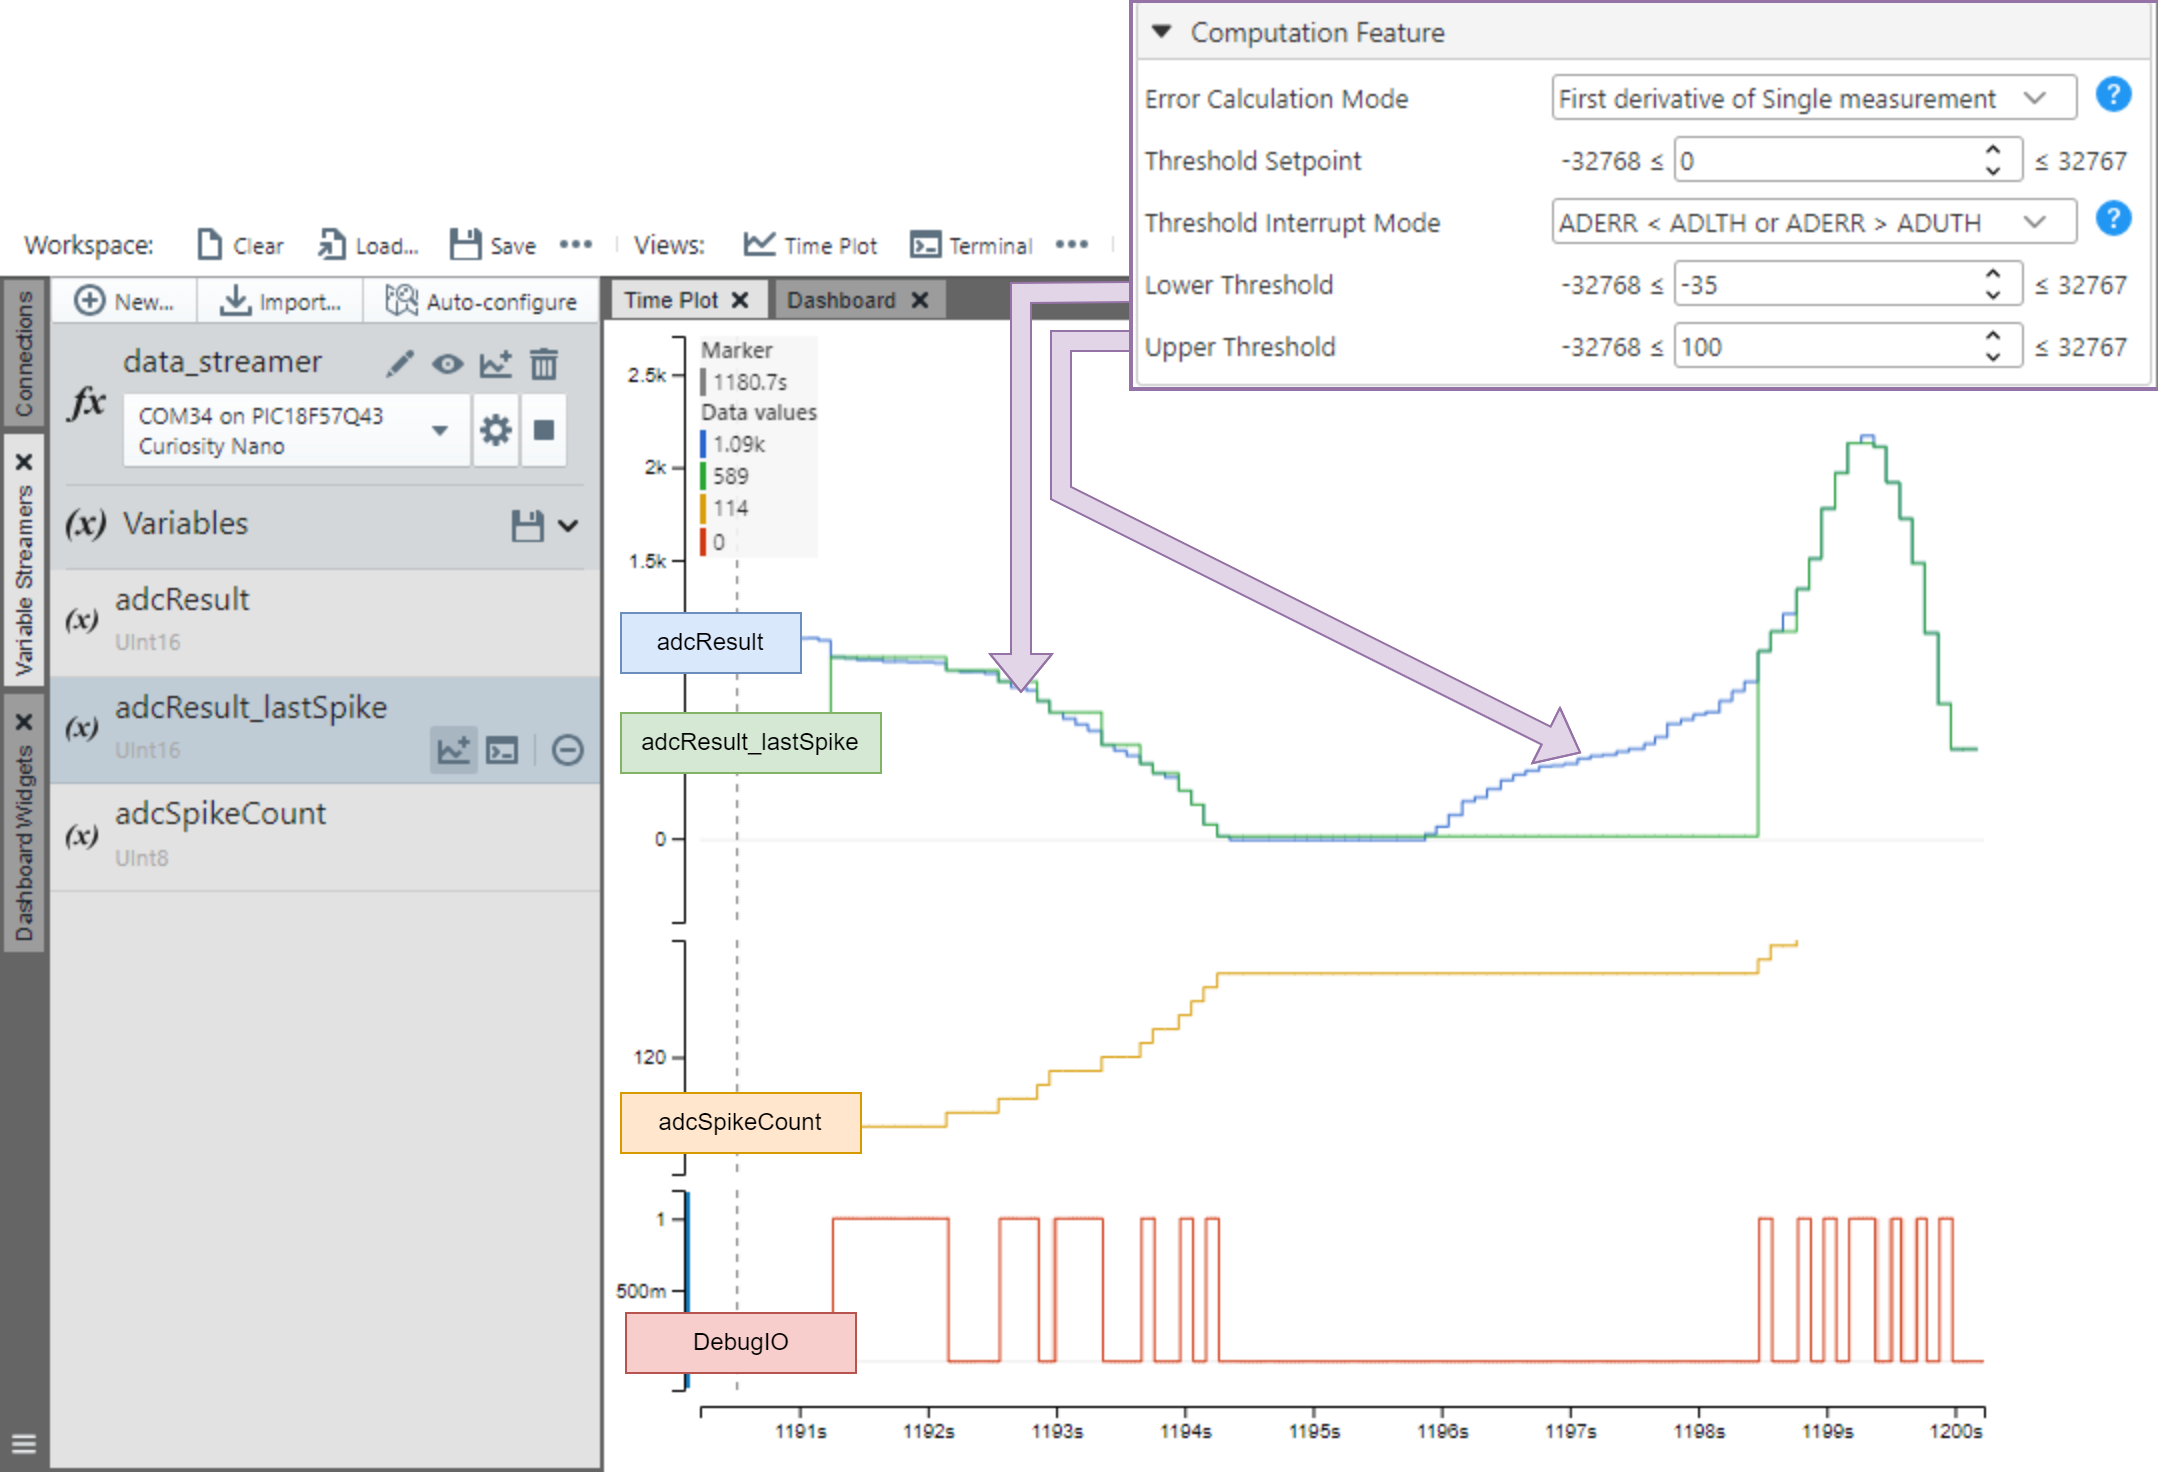 Computation Feature
Error Calculation Mode First derivative of Single measurement ?
Threshold Setpoint -32768 ≤ 0 ≤ 32767
Threshold Interrupt Mode ADERR < ADLTH or ADERR > ADUTH ?
Lower Threshold -32768 ≤ -35 ≤ 32767
Upper Threshold -32768 ≤ 100 ≤ 32767
Workspace: Clear Load... Save ••• Views: Time Plot Terminal •••
Connections
Variable Streamers
Dashboard Widgets
New... Import... Auto-configure
fx data_streamer
COM34 on PIC18F57Q43
Curiosity Nano
(x) Variables
(x) adcResult
UInt16
(x) adcResult_lastSpike
UInt16
(x) adcSpikeCount
UInt8
Time Plot Dashboard
Marker
1180.7s
Data values
1.09k
589
114
0
2.5k
2k
1.5k
0
adcResult
adcResult_lastSpike
120
adcSpikeCount
1
500m
DebugIO
1191s 1192s 1193s 1194s 1195s 1196s 1197s 1198s 1199s 1200s